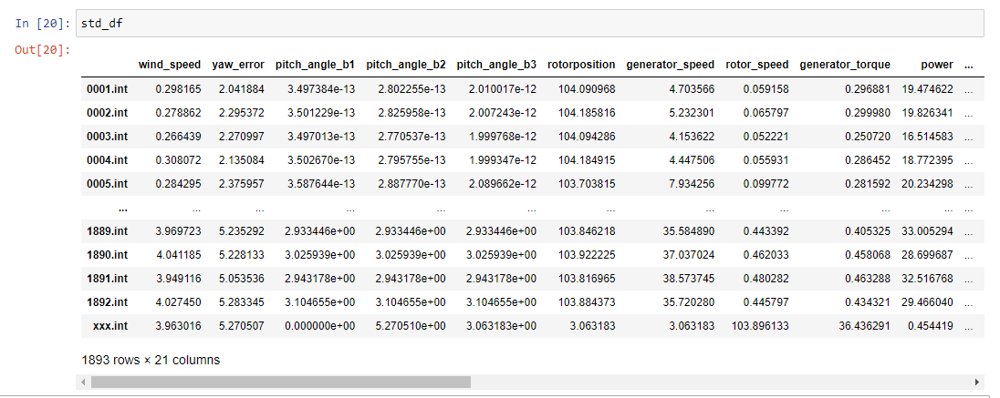 In [20]: std_df
Out[20]:
wind_speed yaw_error pitch_angle_b1 pitch_angle_b2 pitch_angle_b3 rotorposition generator_speed rotor_speed generator_torque power ...
0001.int 0.298165 2.041884 3.497384e-13 2.802255e-13 2.010017e-12 104.090968 4.703566 0.059158 0.296881 19.474622 ...
0002.int 0.278862 2.295372 3.501229e-13 2.825958e-13 2.007243e-12 104.185816 5.232301 0.065797 0.299980 19.826341 ...
0003.int 0.266439 2.270997 3.497013e-13 2.770537e-13 1.999768e-12 104.094286 4.153622 0.052221 0.250720 16.514583 ...
0004.int 0.308072 2.135084 3.502670e-13 2.795755e-13 1.999347e-12 104.184915 4.447506 0.055931 0.286452 18.772395 ...
0005.int 0.284295 2.375957 3.587644e-13 2.887770e-13 2.089662e-12 103.703815 7.934256 0.099772 0.281592 20.234298 ...
... ... ... ... ... ... ... ... ... ... ... ...
1889.int 3.969723 5.235292 2.933446e+00 2.933446e+00 2.933446e+00 103.846218 35.584890 0.443392 0.405325 33.005294 ...
1890.int 4.041185 5.228133 3.025939e+00 3.025939e+00 3.025939e+00 103.922225 37.037024 0.462033 0.458068 28.699687 ...
1891.int 3.949116 5.053536 2.943178e+00 2.943178e+00 2.943178e+00 103.816965 38.573745 0.480282 0.463288 32.516768 ...
1892.int 4.027450 5.283345 3.104655e+00 3.104655e+00 3.104655e+00 103.884373 35.720280 0.445797 0.434321 29.466040 ...
xxx.int 3.963016 5.270507 0.000000e+00 5.270510e+00 3.063183e+00 3.063183 3.063183 103.896133 36.436291 0.454419 ...
1893 rows × 21 columns